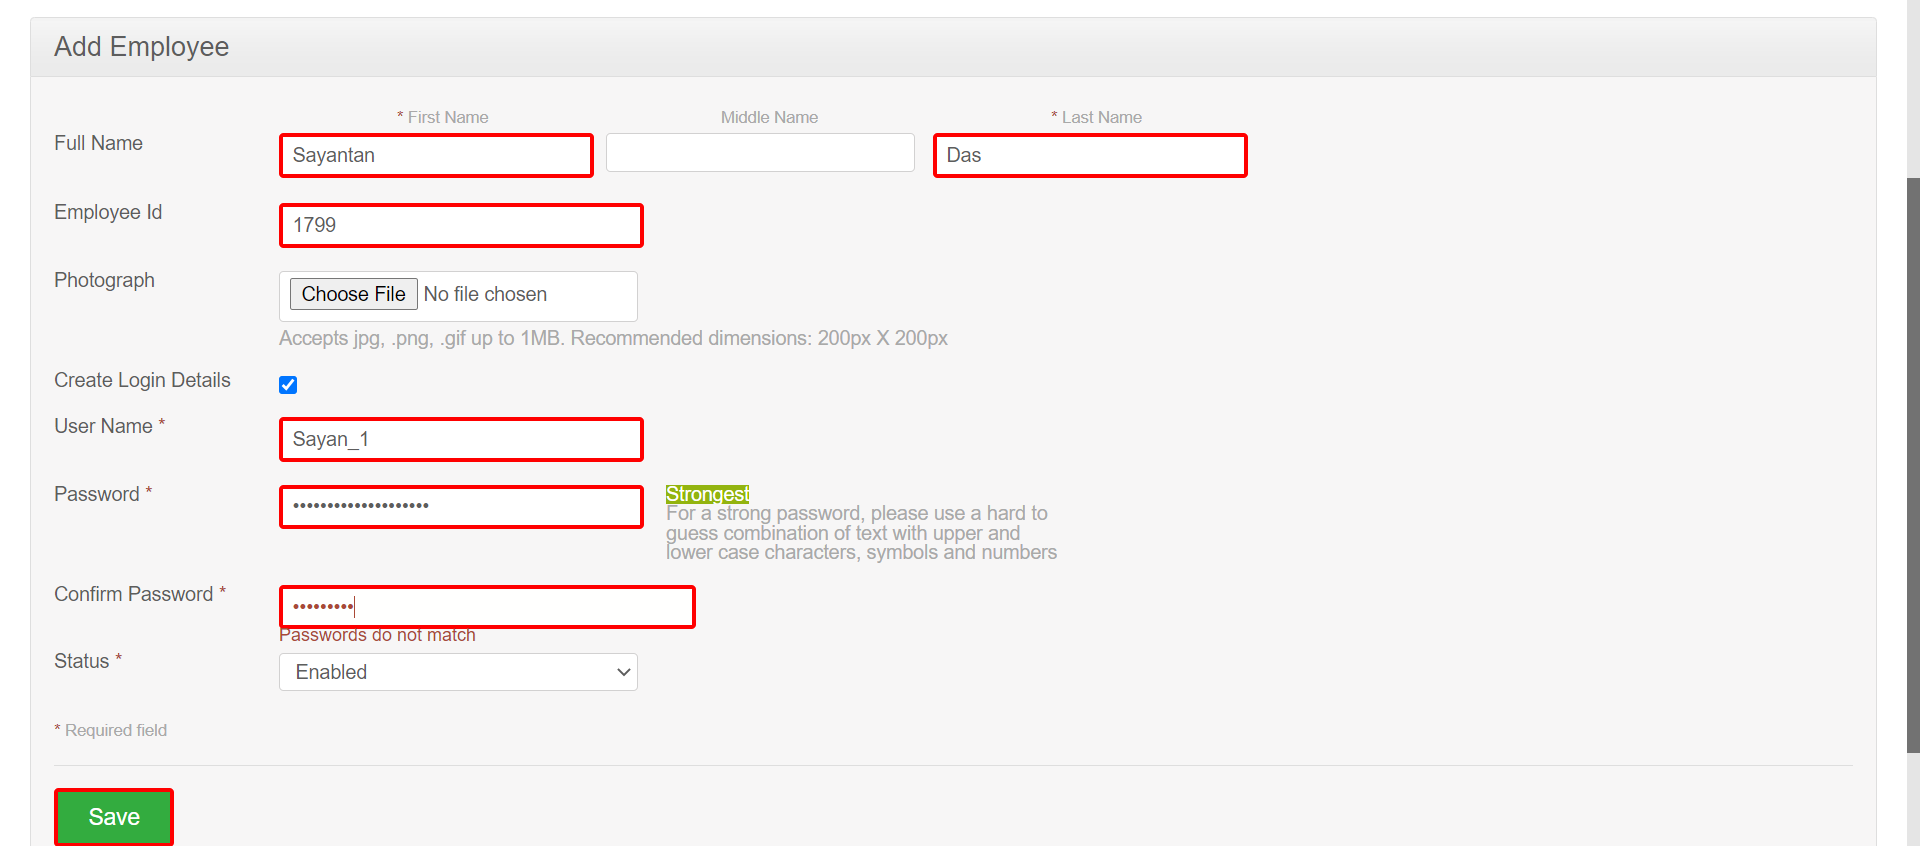 Add Employee
* First Name Middle Name * Last Name
Full Name Sayantan Das
Employee Id 1799
Photograph Choose File No file chosen
Accepts jpg, .png, .gif up to 1MB. Recommended dimensions: 200px X 200px
Create Login Details
User Name * Sayan_1
Password * •••••••••••••••••••• Strongest
For a strong password, please use a hard to
guess combination of text with upper and
lower case characters, symbols and numbers
Confirm Password * •••••••••
Passwords do not match
Status * Enabled
* Required field
Save